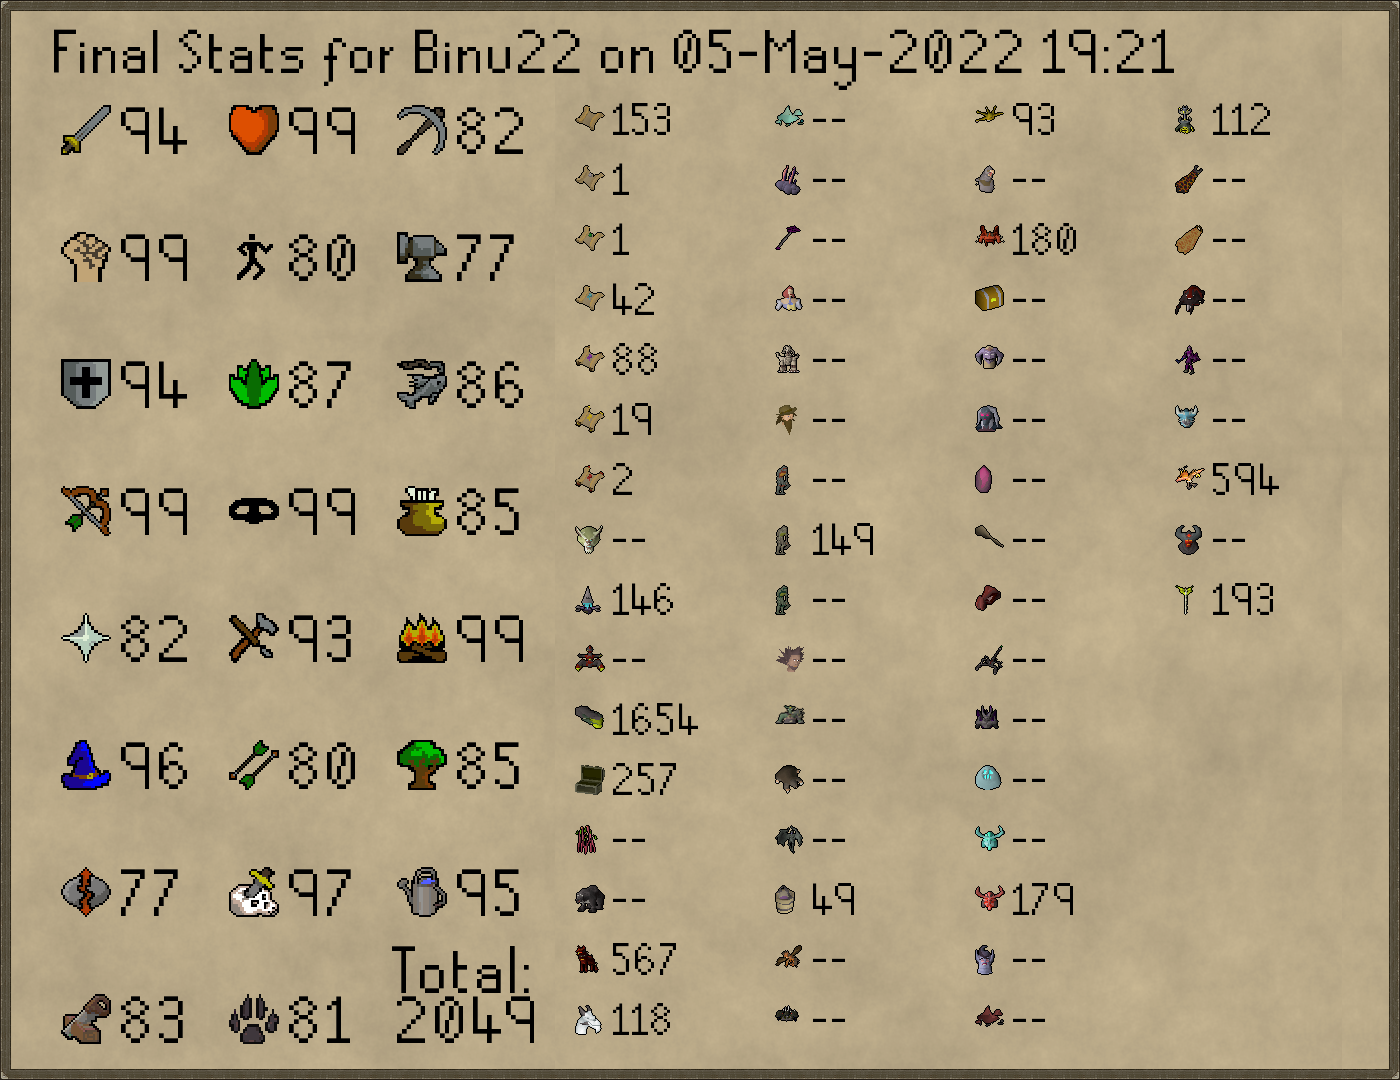 Final Stats for Binu22 on 05-May-2022 19:21
94 99 82
99 80 77
94 87 86
99 99 85
82 93 99
96 80 85
77 97 95
83 81 Total: 2049
153 -- 93 112
1 -- -- --
1 -- 180 --
42 -- -- --
88 -- -- --
19 -- -- --
2 -- -- 594
-- 149 -- --
146 -- -- 193
-- -- --
1654 -- --
257 -- --
-- -- --
-- 49 179
567 -- --
118 -- --